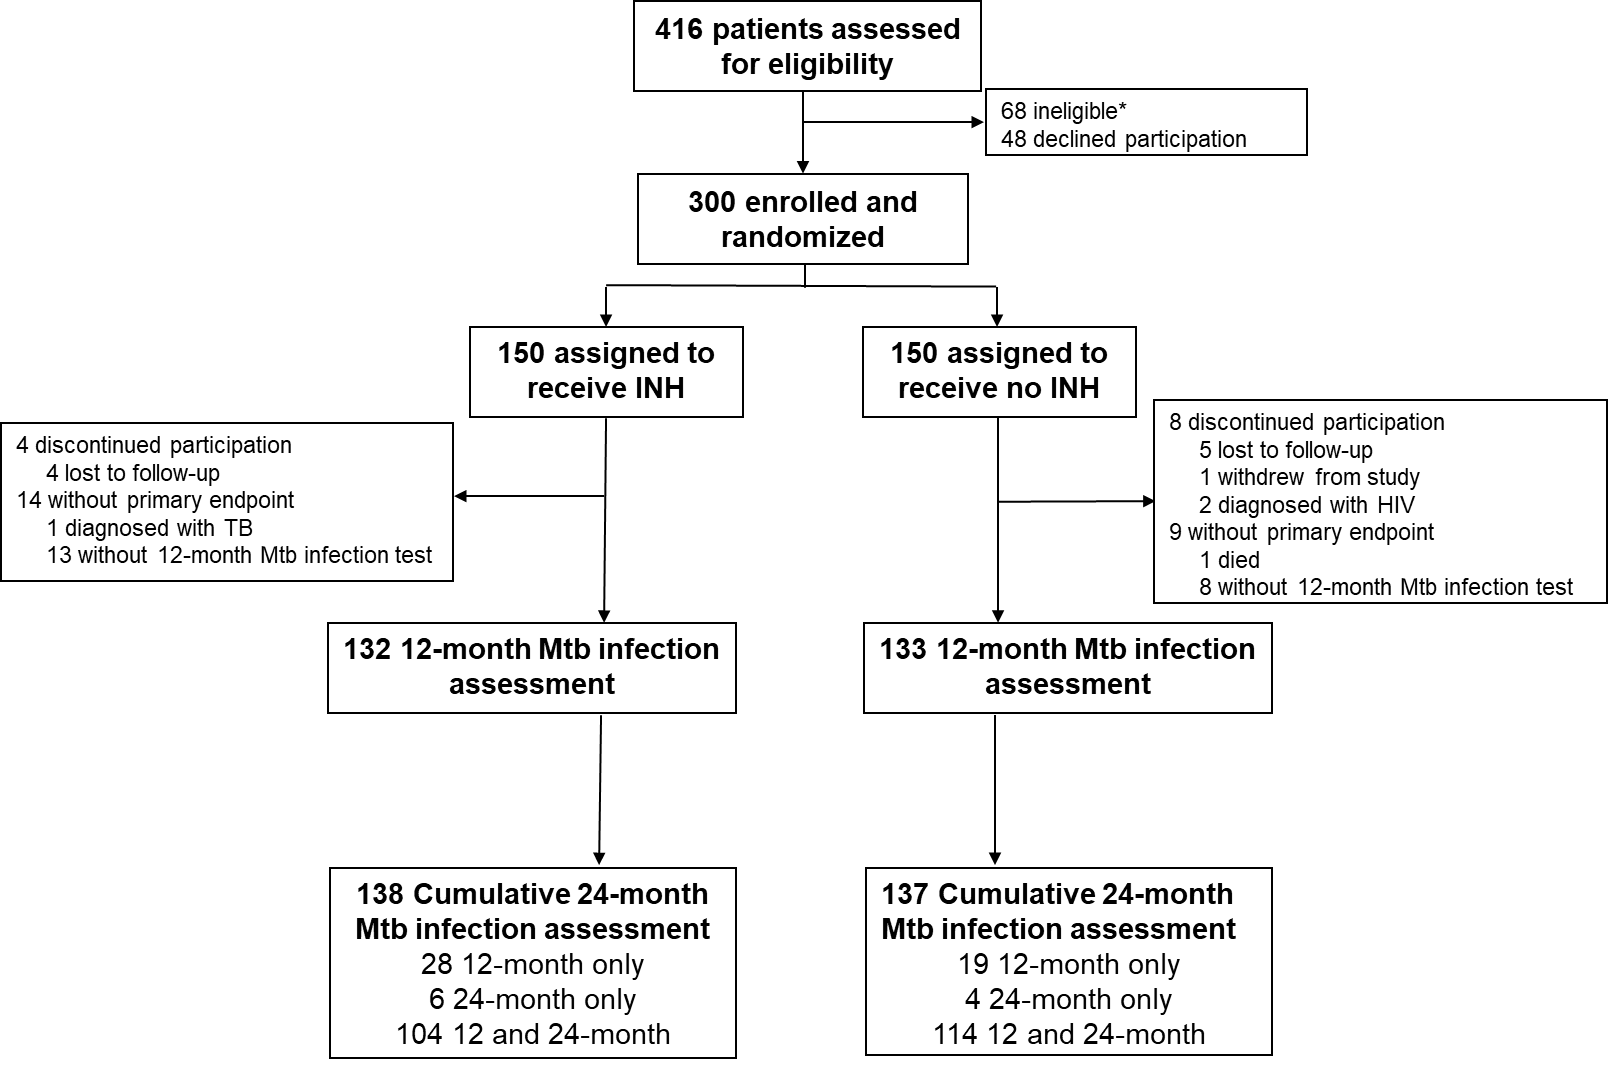 416 patients assessed
for eligibility
68 ineligible*
48 declined participation
300 enrolled and
randomized
150 assigned to
receive INH
150 assigned to
receive no INH
4 discontinued participation
4 lost to follow-up
14 without primary endpoint
1 diagnosed with TB
13 without 12-month Mtb infection test
8 discontinued participation
5 lost to follow-up
1 withdrew from study
2 diagnosed with HIV
9 without primary endpoint
1 died
8 without 12-month Mtb infection test
132 12-month Mtb infection
assessment
133 12-month Mtb infection
assessment
138 Cumulative 24-month
Mtb infection assessment
28 12-month only
6 24-month only
104 12 and 24-month
137 Cumulative 24-month
Mtb infection assessment
19 12-month only
4 24-month only
114 12 and 24-month